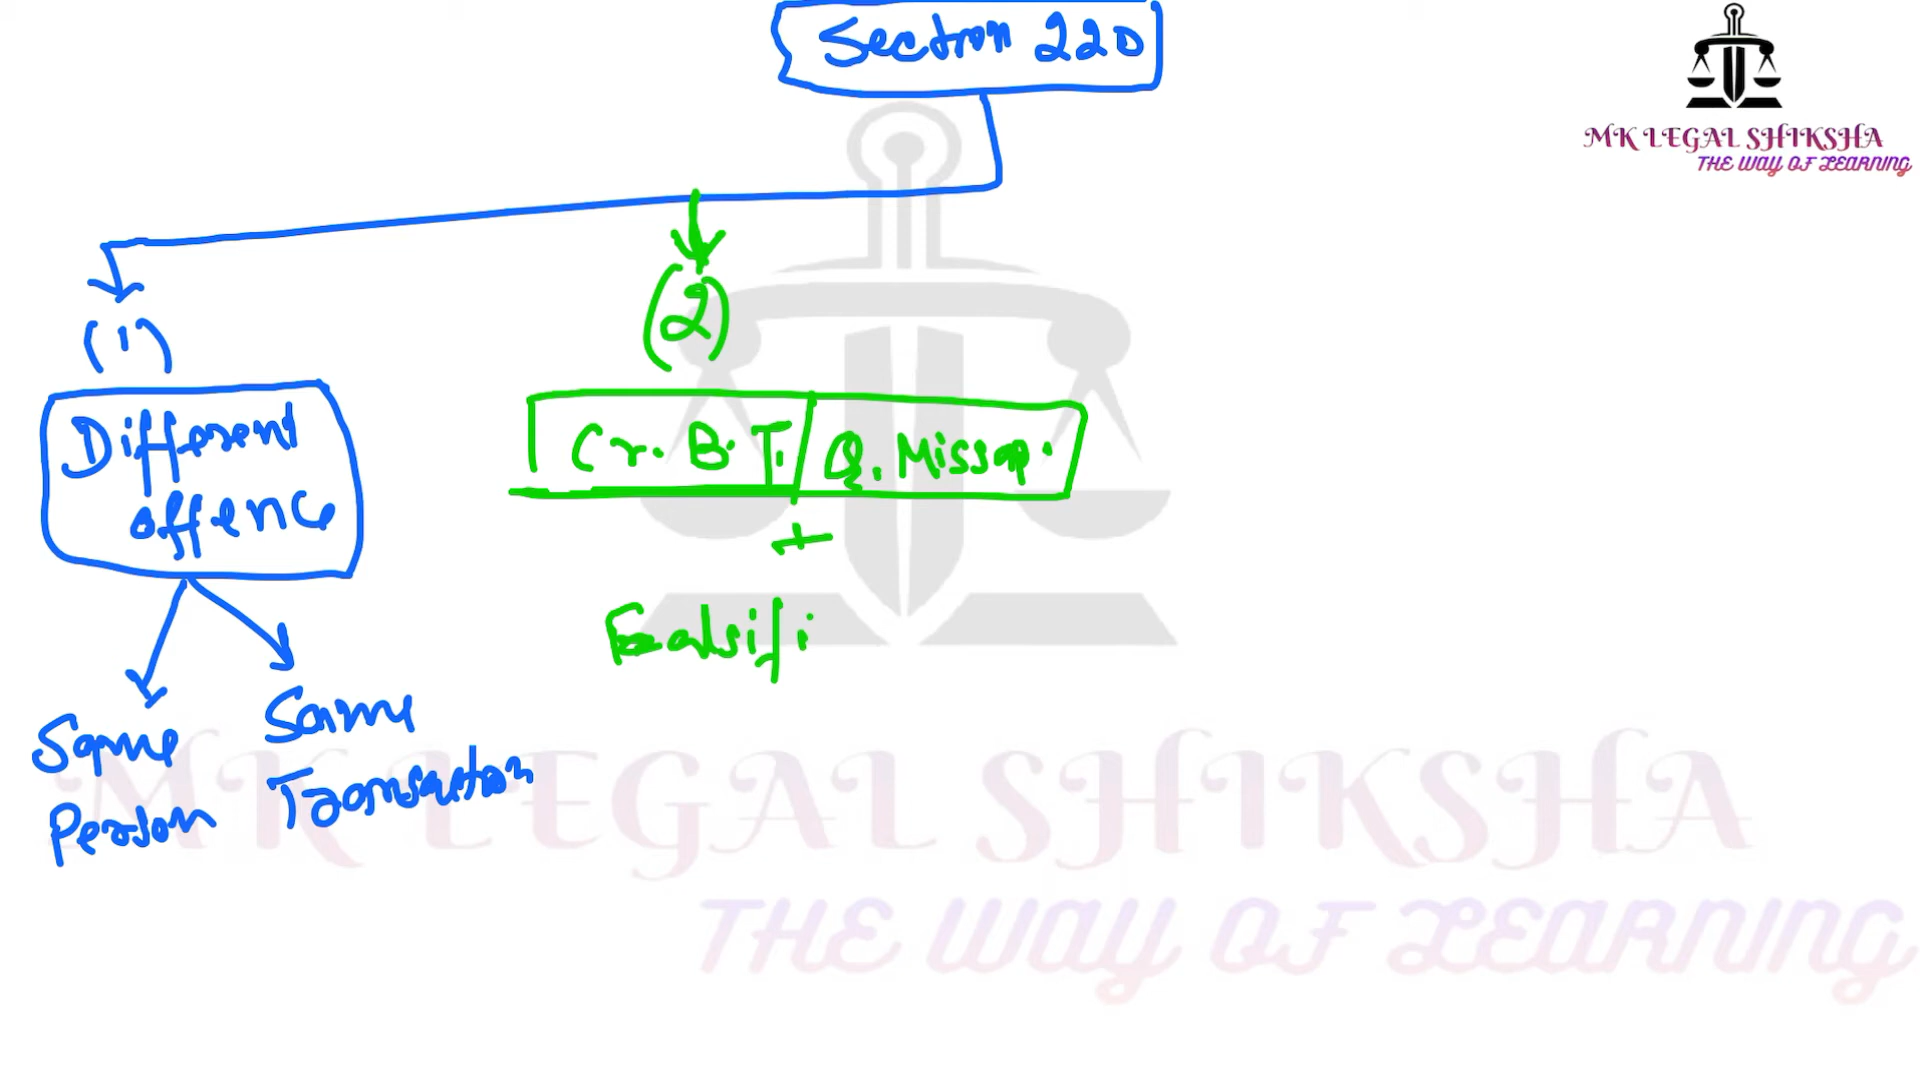 Section 220
MK LEGAL SHIKSHA
THE WAY OF LEARNING
(1)
(2)
Different
offence
Cr. B. T.
D. Missap.
+
Falsifi
Same
Person
Same
Transaction
MK LEGAL SHIKSHA
THE WAY OF LEARNING